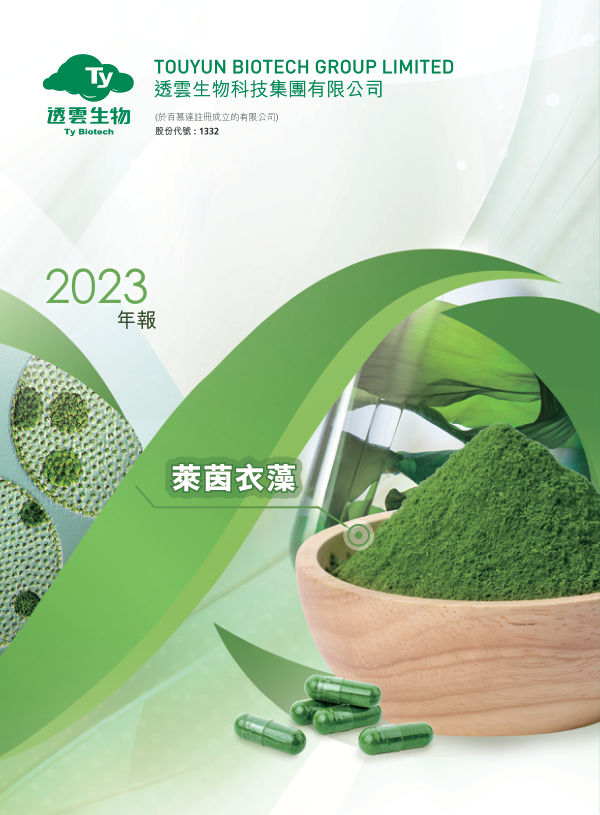 Ty
透雲生物
Ty Biotech
TOUYUN BIOTECH GROUP LIMITED
透雲生物科技集團有限公司
(於百慕達註冊成立的有限公司)
股份代號 : 1332
2023
年報
萊茵衣藻